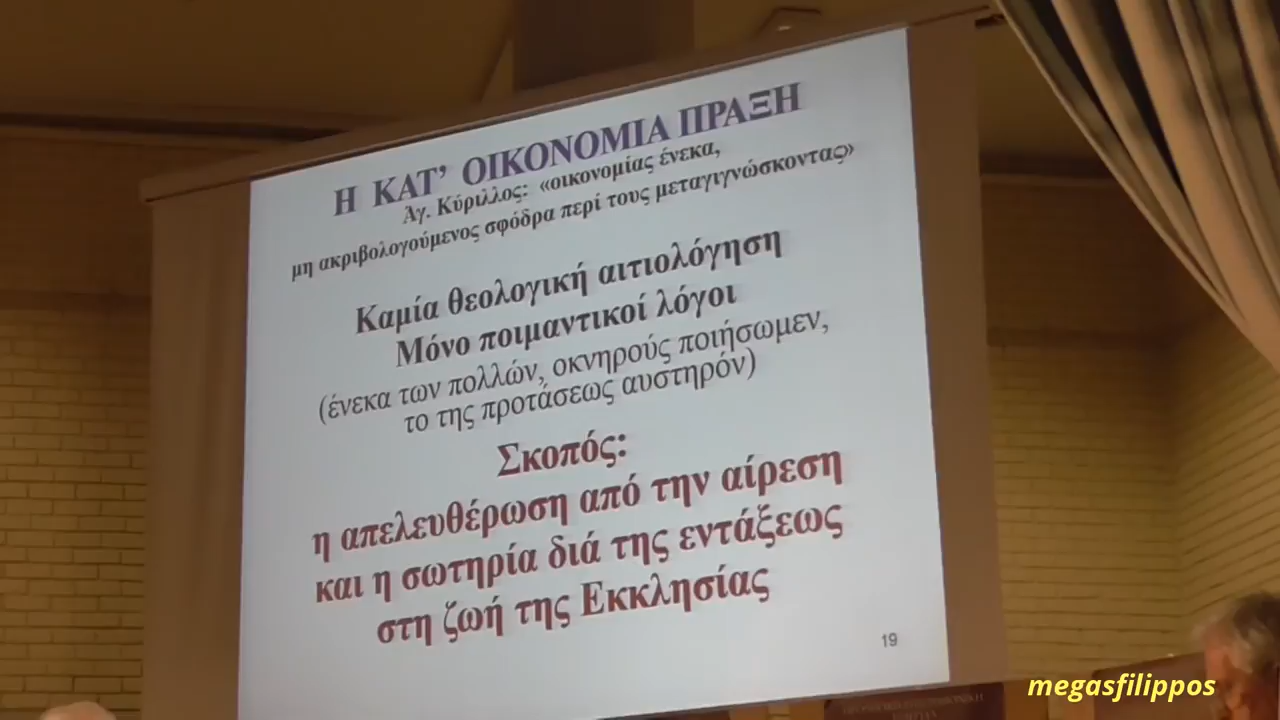 Η ΚΑΤ’ ΟΙΚΟΝΟΜΙΑ ΠΡΑΞΗ
Άγ. Κύριλλος: «οικονομίας ένεκα,
μη ακριβολογούμενος σφόδρα περί τους μεταγιγνώσκοντας»
Καμία θεολογική αιτιολόγηση
Μόνο ποιμαντικοί λόγοι
(ένεκα των πολλών, οκνηρούς ποιήσωμεν,
το της προτάσεως αυστηρόν)
Σκοπός:
η απελευθέρωση από την αίρεση
και η σωτηρία διά της εντάξεως
στη ζωή της Εκκλησίας
19
megasfilippos